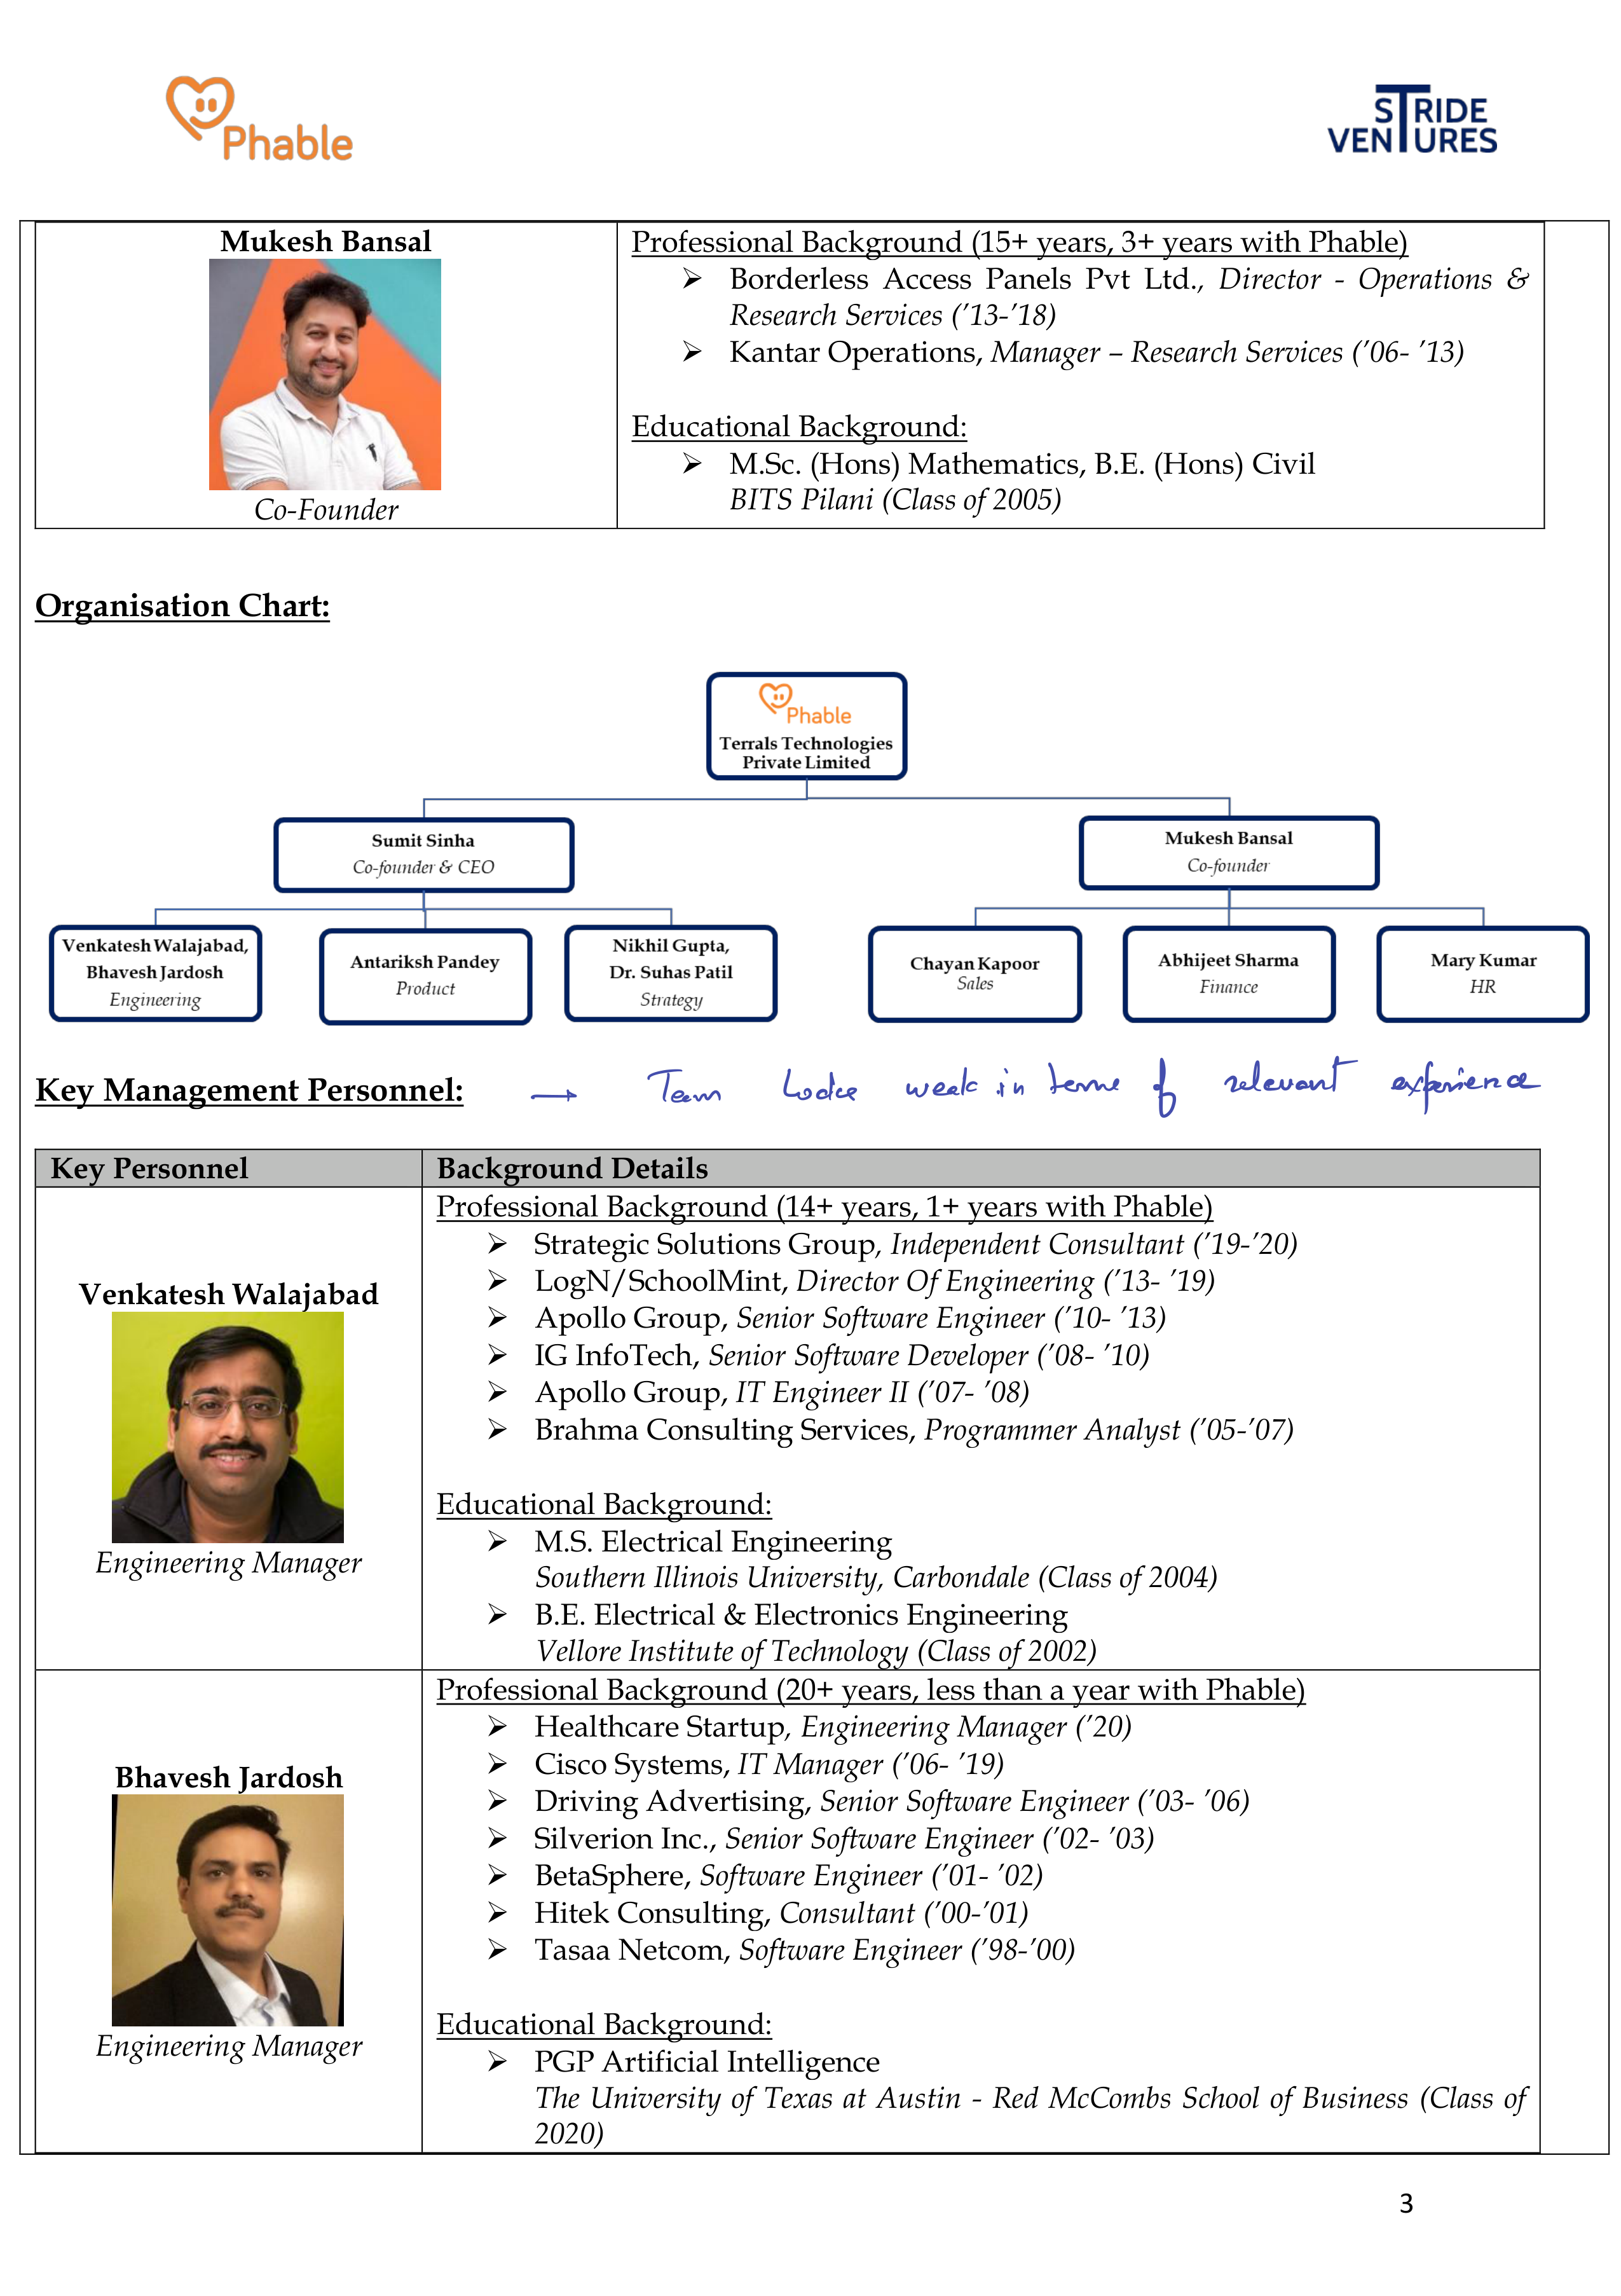 Phable
STRIDE
VENTURES
Mukesh Bansal
Co-Founder
Professional Background (15+ years, 3+ years with Phable)
➢ Borderless Access Panels Pvt Ltd., Director - Operations &
Research Services ('13-'18)
➢ Kantar Operations, Manager – Research Services ('06- '13)
Educational Background:
➢ M.Sc. (Hons) Mathematics, B.E. (Hons) Civil
BITS Pilani (Class of 2005)
Organisation Chart:
Phable
Terrals Technologies
Private Limited
Sumit Sinha
Co-founder & CEO
Mukesh Bansal
Co-founder
Venkatesh Walajabad,
Bhavesh Jardosh
Engineering
Antariksh Pandey
Product
Nikhil Gupta,
Dr. Suhas Patil
Strategy
Chayan Kapoor
Sales
Abhijeet Sharma
Finance
Mary Kumar
HR
Key Management Personnel: → Team looks weak in terms of relevant experience
Key Personnel Background Details
Venkatesh Walajabad
Engineering Manager
Professional Background (14+ years, 1+ years with Phable)
➢ Strategic Solutions Group, Independent Consultant ('19-'20)
➢ LogN/SchoolMint, Director Of Engineering ('13- '19)
➢ Apollo Group, Senior Software Engineer ('10- '13)
➢ IG InfoTech, Senior Software Developer ('08- '10)
➢ Apollo Group, IT Engineer II ('07- '08)
➢ Brahma Consulting Services, Programmer Analyst ('05-'07)
Educational Background:
➢ M.S. Electrical Engineering
Southern Illinois University, Carbondale (Class of 2004)
➢ B.E. Electrical & Electronics Engineering
Vellore Institute of Technology (Class of 2002)
Bhavesh Jardosh
Engineering Manager
Professional Background (20+ years, less than a year with Phable)
➢ Healthcare Startup, Engineering Manager ('20)
➢ Cisco Systems, IT Manager ('06- '19)
➢ Driving Advertising, Senior Software Engineer ('03- '06)
➢ Silverion Inc., Senior Software Engineer ('02- '03)
➢ BetaSphere, Software Engineer ('01- '02)
➢ Hitek Consulting, Consultant ('00-'01)
➢ Tasaa Netcom, Software Engineer ('98-'00)
Educational Background:
➢ PGP Artificial Intelligence
The University of Texas at Austin - Red McCombs School of Business (Class of
2020)
3